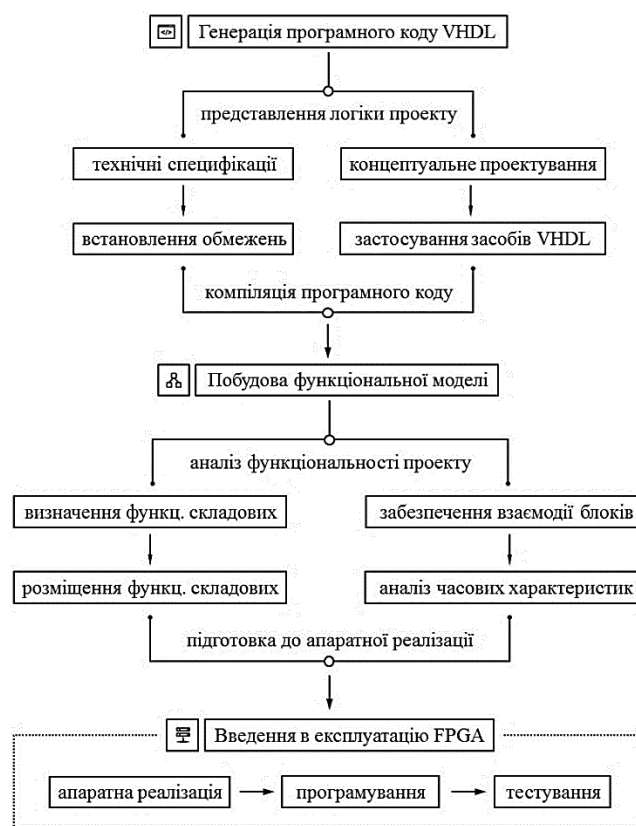 Генерація програмного коду VHDL
представлення логіки проекту
технічні специфікації
концептуальне проектування
встановлення обмежень
застосування засобів VHDL
компіляція програмного коду
Побудова функціональної моделі
аналіз функціональності проекту
визначення функц. складових
забезпечення взаємодії блоків
розміщення функц. складових
аналіз часових характеристик
підготовка до апаратної реалізації
Введення в експлуатацію FPGA
апаратна реалізація
програмування
тестування